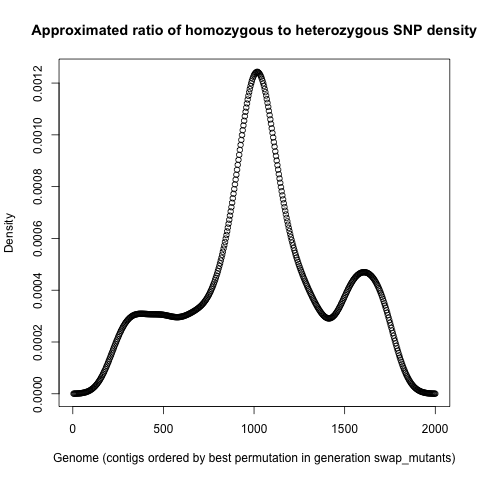 Approximated ratio of homozygous to heterozygous SNP density
Density
0.0012
0.0010
0.0008
0.0006
0.0004
0.0002
0.0000
0 500 1000 1500 2000
Genome (contigs ordered by best permutation in generation swap_mutants)